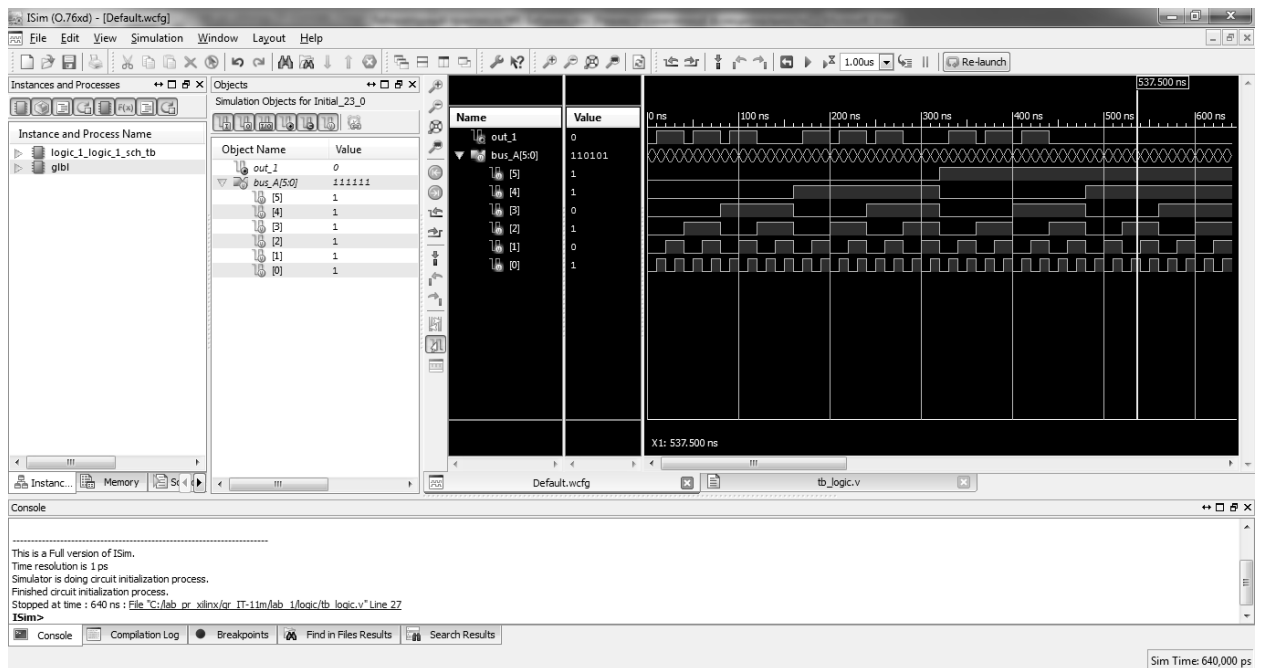 ISim (O.76xd) - [Default.wcfg]
File Edit View Simulation Window Layout Help
1.00us Re-launch
Instances and Processes
Instance and Process Name
logic_1_logic_1_sch_tb
glbl
Instanc... Memory
Objects
Simulation Objects for Initial_23_0
Object Name Value
out_1 0
bus_A[5:0] 111111
[5] 1
[4] 1
[3] 1
[2] 1
[1] 1
[0] 1
Name Value
out_1 0
bus_A[5:0] 110101
[5] 1
[4] 1
[3] 0
[2] 1
[1] 0
[0] 1
537.500 ns
0 ns 100 ns 200 ns 300 ns 400 ns 500 ns 600 ns
X1: 537.500 ns
Default.wcfg tb_logic.v
Console
This is a Full version of ISim.
Time resolution is 1 ps
Simulator is doing circuit initialization process.
Finished circuit initialization process.
Stopped at time : 640 ns : File "C:/lab_pr_xilinx/gr_IT-11m/lab_1/logic/tb_logic.v" Line 27
ISim>
Console Compilation Log Breakpoints Find in Files Results Search Results
Sim Time: 640,000 ps